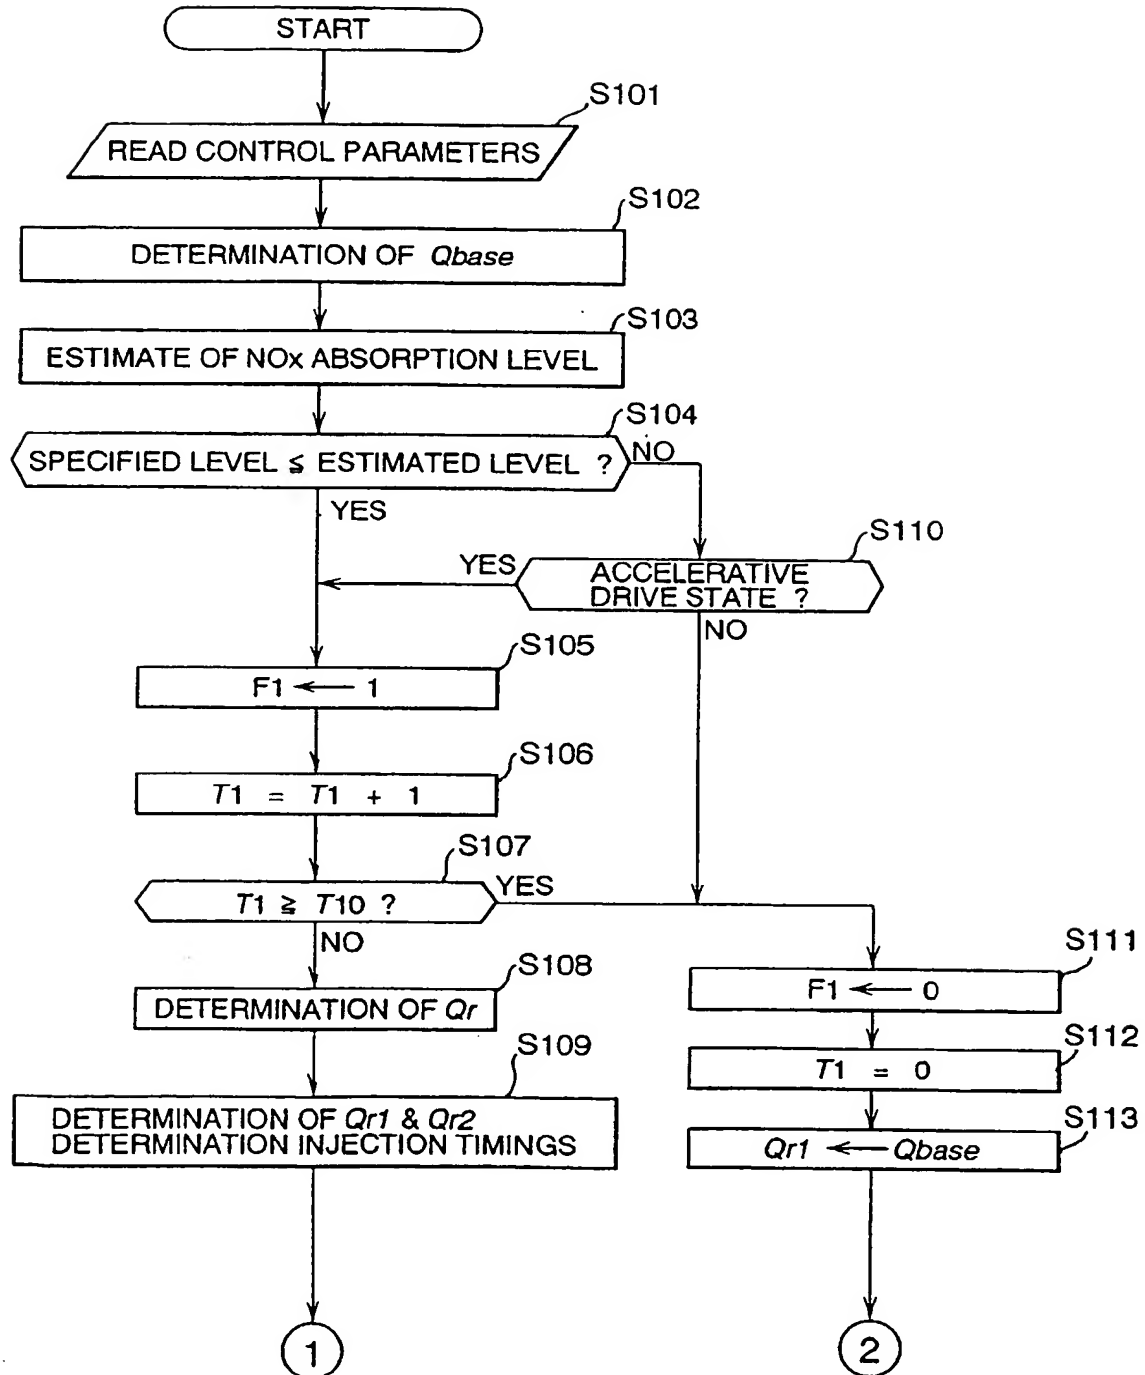 START
S101
READ CONTROL PARAMETERS
S102
DETERMINATION OF Qbase
S103
ESTIMATE OF NOx ABSORPTION LEVEL
S104
SPECIFIED LEVEL ≦ ESTIMATED LEVEL ?
NO
YES
S110
YES
ACCELERATIVE
DRIVE STATE ?
NO
S105
F1 ← 1
S106
T1 = T1 + 1
S107
T1 ≧ T10 ?
YES
NO
S108
DETERMINATION OF Qr
S109
DETERMINATION OF Qr1 & Qr2
DETERMINATION INJECTION TIMINGS
S111
F1 ← 0
S112
T1 = 0
S113
Qr1 ← Qbase
1
2